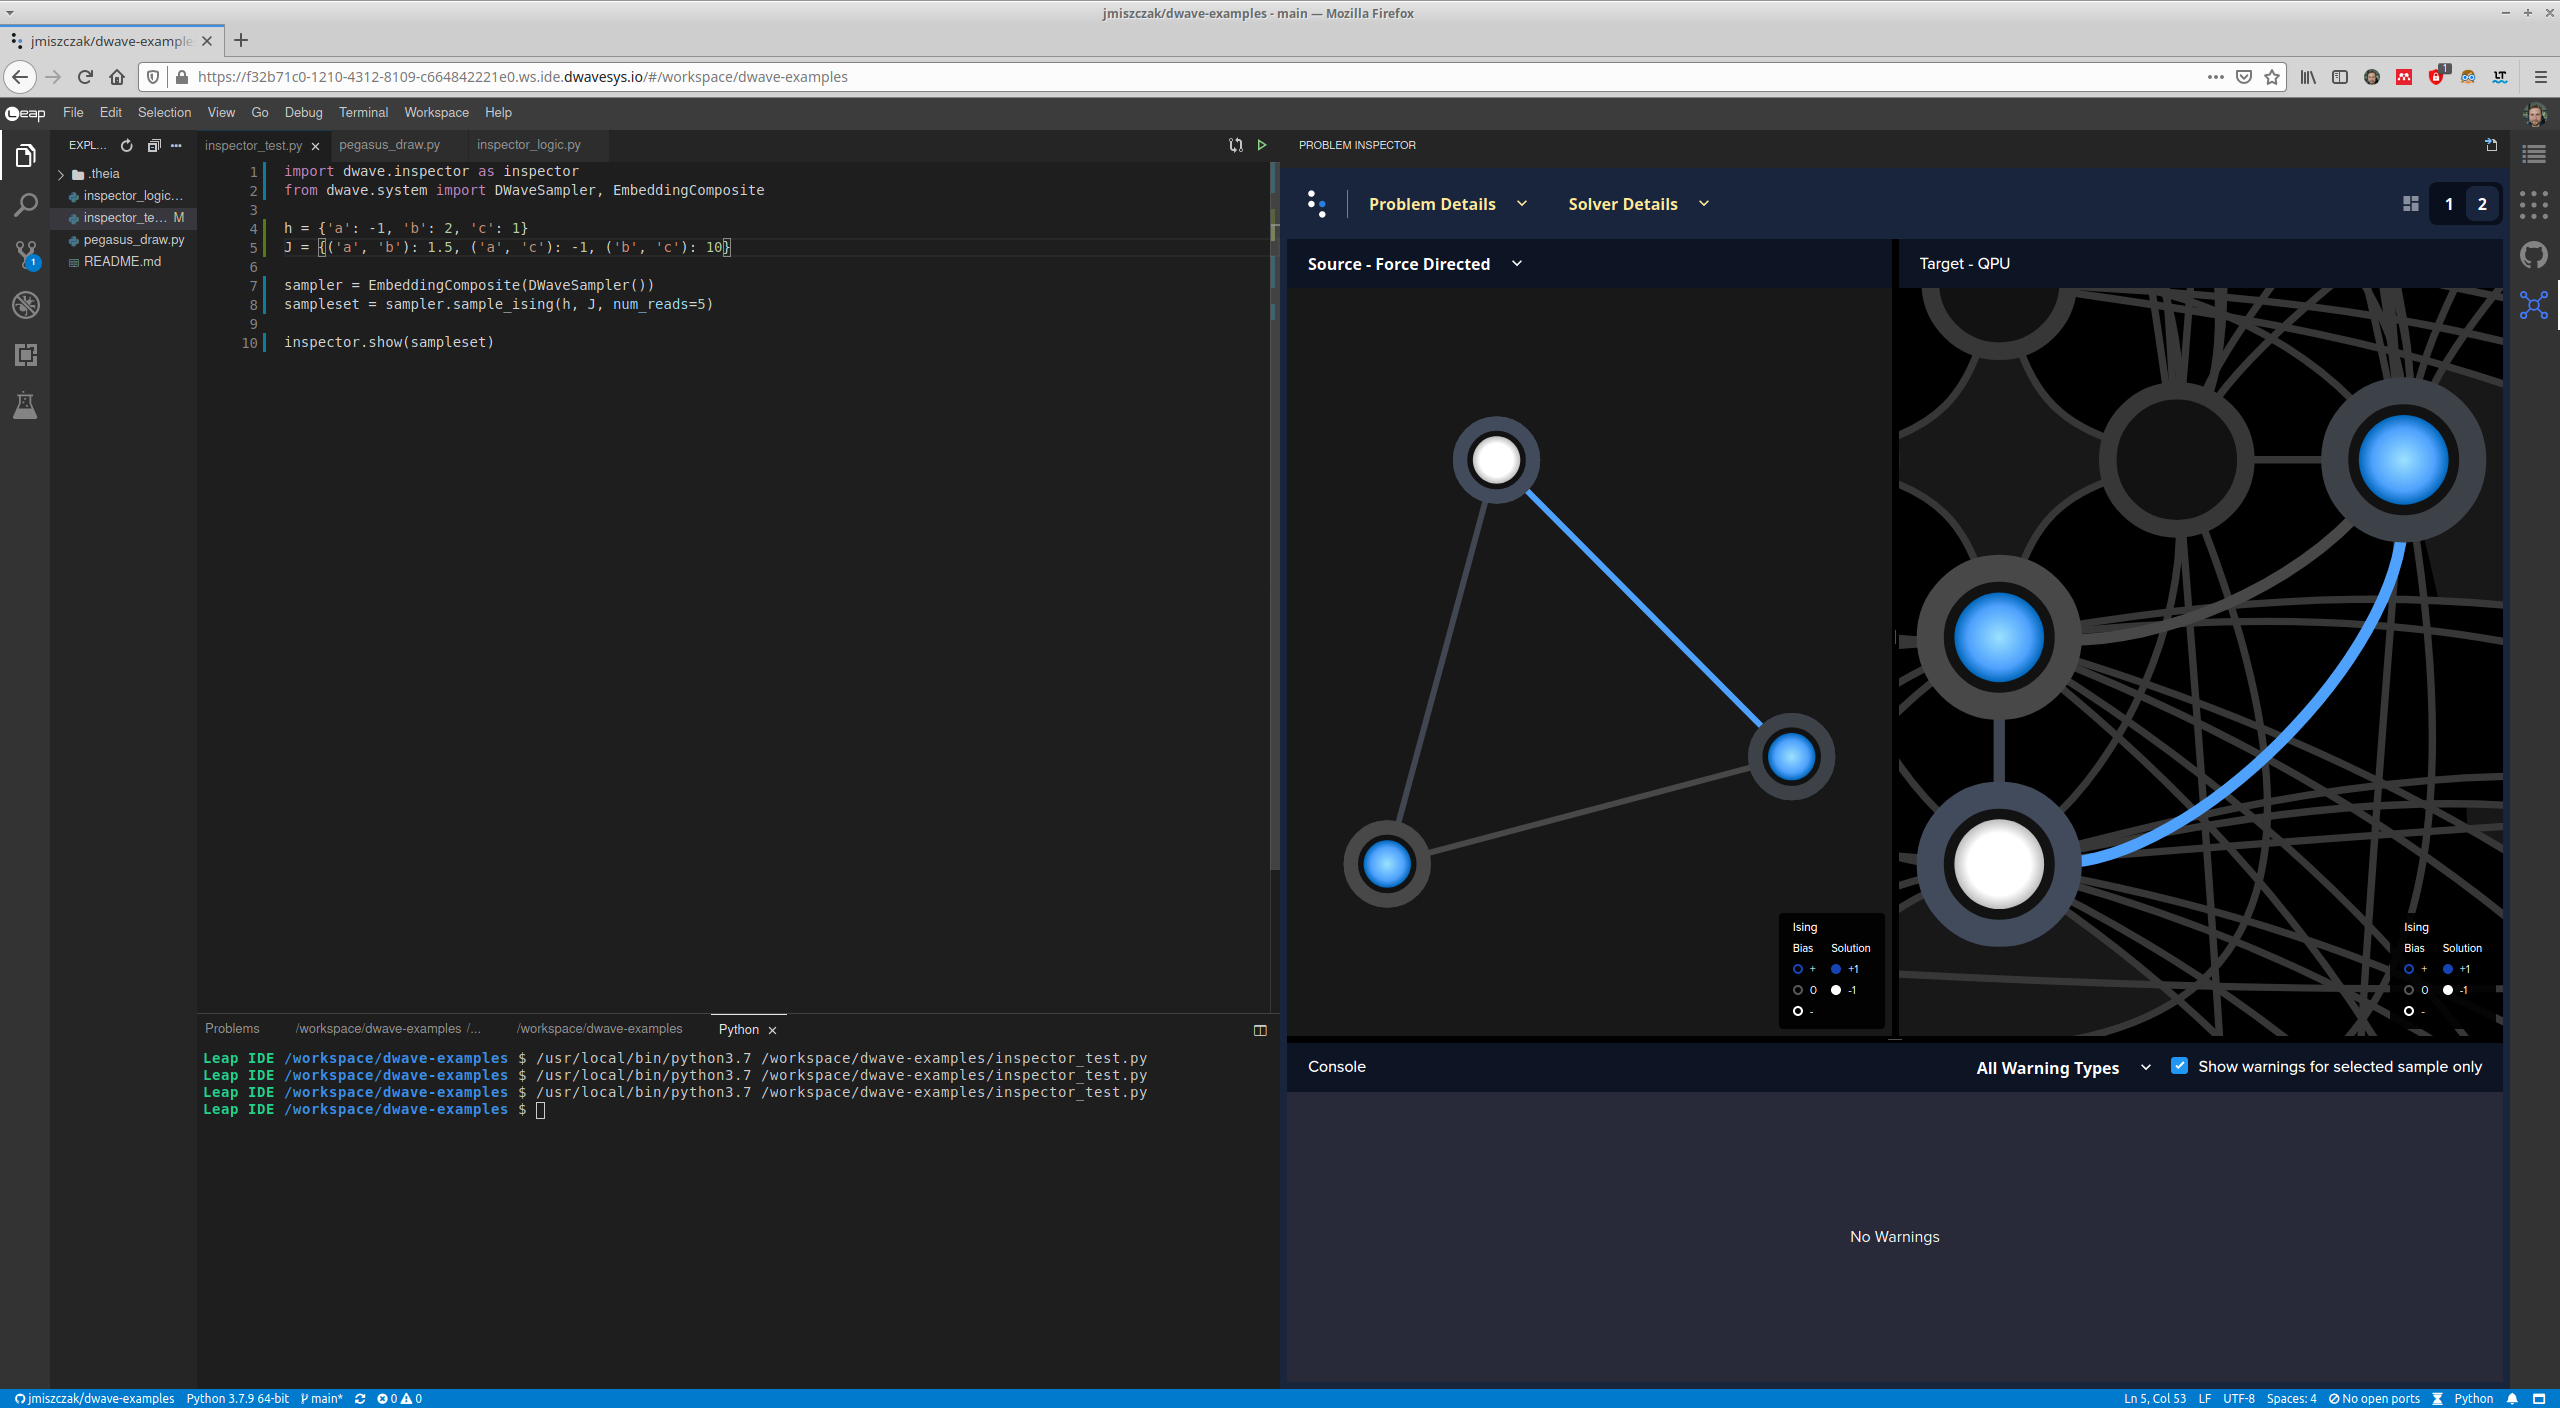 jmiszczak/dwave-examples - main — Mozilla Firefox
jmiszczak/dwave-example
https://f32b71c0-1210-4312-8109-c664842221e0.ws.ide.dwavesys.io/#/workspace/dwave-examples
1
Leap File Edit Selection View Go Debug Terminal Workspace Help
EXPL...
.theia
inspector_logic...
inspector_te... M
pegasus_draw.py
README.md
1
inspector_test.py pegasus_draw.py inspector_logic.py
1 import dwave.inspector as inspector
2 from dwave.system import DWaveSampler, EmbeddingComposite
3
4 h = {'a': -1, 'b': 2, 'c': 1}
5 J = {('a', 'b'): 1.5, ('a', 'c'): -1, ('b', 'c'): 10}
6
7 sampler = EmbeddingComposite(DWaveSampler())
8 sampleset = sampler.sample_ising(h, J, num_reads=5)
9
10 inspector.show(sampleset)
Problems /workspace/dwave-examples /... /workspace/dwave-examples Python
Leap IDE /workspace/dwave-examples $ /usr/local/bin/python3.7 /workspace/dwave-examples/inspector_test.py
Leap IDE /workspace/dwave-examples $ /usr/local/bin/python3.7 /workspace/dwave-examples/inspector_test.py
Leap IDE /workspace/dwave-examples $ /usr/local/bin/python3.7 /workspace/dwave-examples/inspector_test.py
Leap IDE /workspace/dwave-examples $
PROBLEM INSPECTOR
Problem Details Solver Details 1 2
Source - Force Directed
Ising
Bias Solution
+ +1
0 -1
-
Target - QPU
Ising
Bias Solution
+ +1
0 -1
-
Console All Warning Types Show warnings for selected sample only
No Warnings
jmiszczak/dwave-examples Python 3.7.9 64-bit main* 0 0 Ln 5, Col 53 LF UTF-8 Spaces: 4 No open ports Python